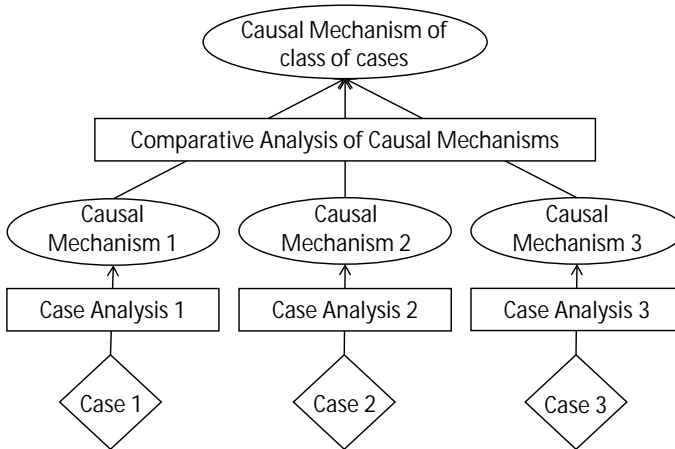 Causal Mechanism of
class of cases
Comparative Analysis of Causal Mechanisms
Causal
Mechanism 1
Causal
Mechanism 2
Causal
Mechanism 3
Case Analysis 1
Case Analysis 2
Case Analysis 3
Case 1
Case 2
Case 3